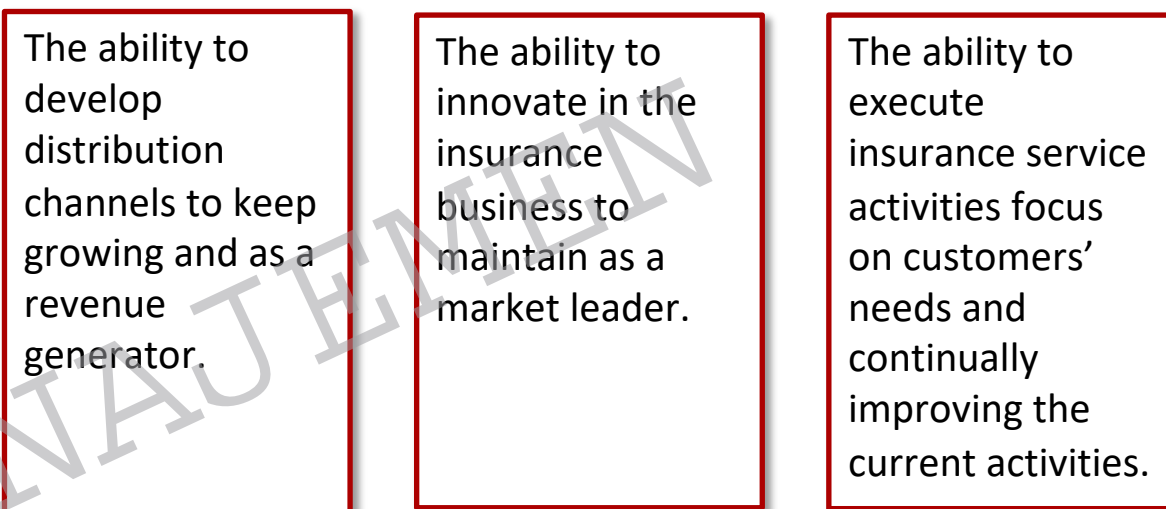 The ability to
develop
distribution
channels to keep
growing and as a
revenue
generator.
The ability to
innovate in the
insurance
business to
maintain as a
market leader.
The ability to
execute
insurance service
activities focus
on customers’
needs and
continually
improving the
current activities.
NAJEMEN